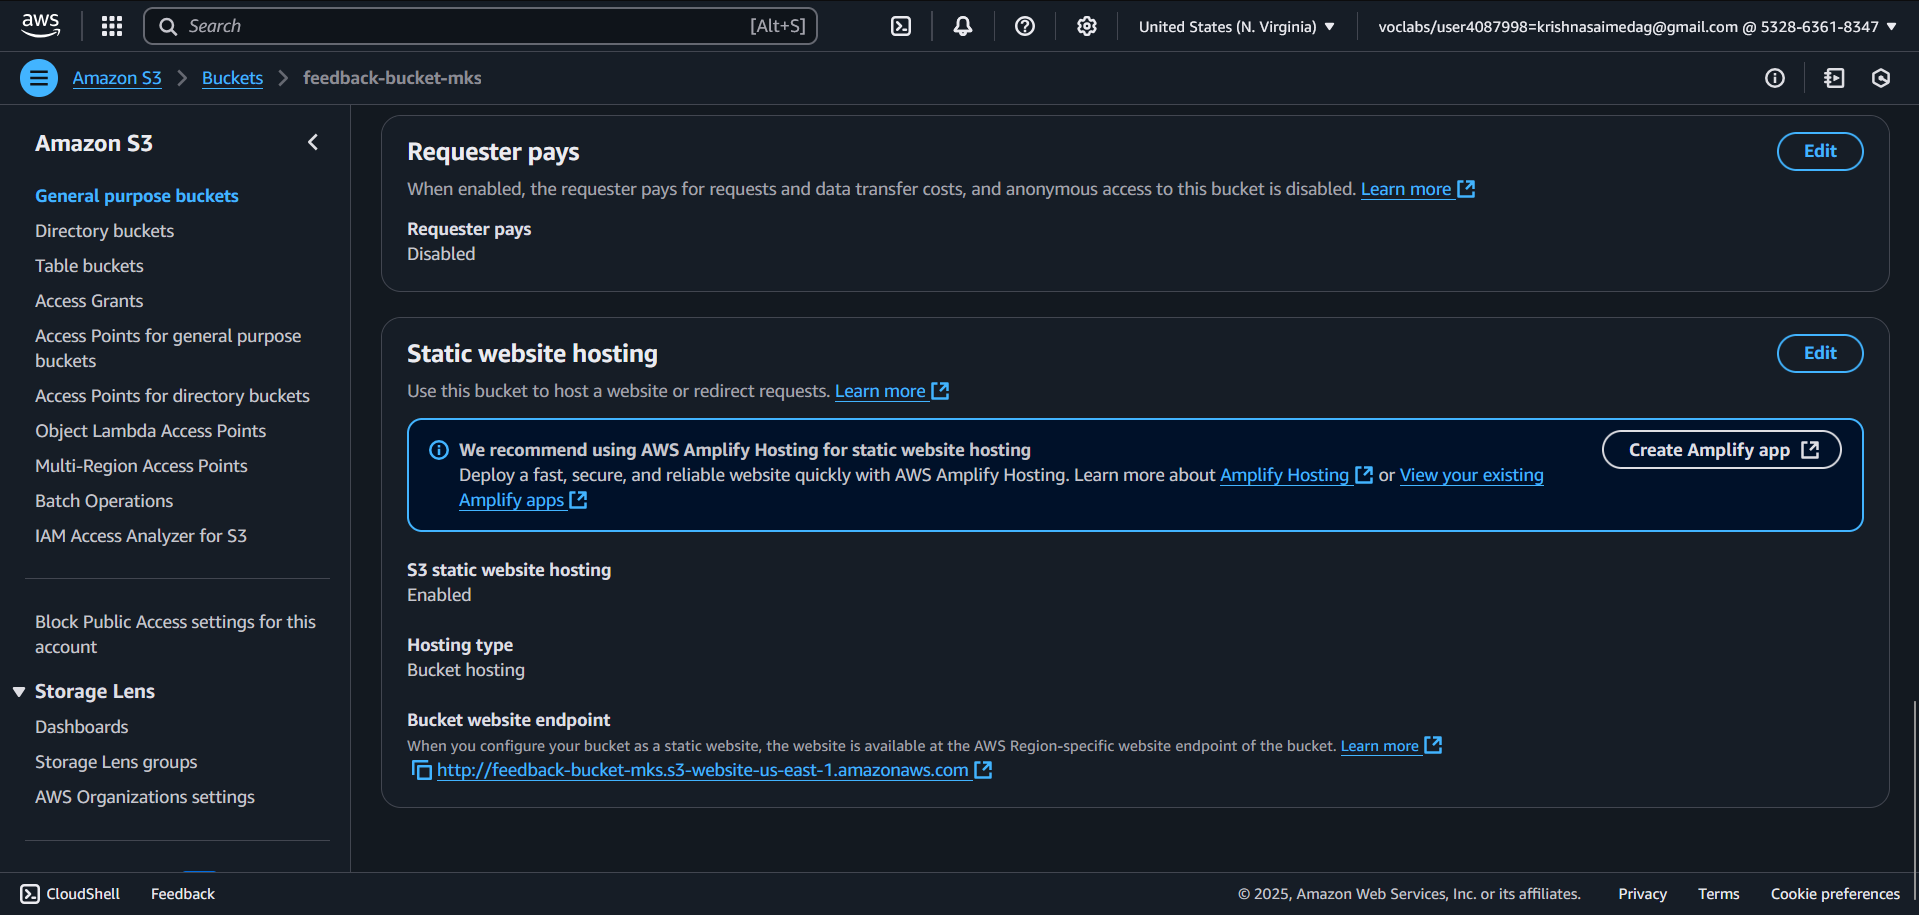 aws
Search [Alt+S]
United States (N. Virginia)
voclabs/user4087998=krishnasaimedag@gmail.com @ 5328-6361-8347
Amazon S3
Buckets
feedback-bucket-mks
Amazon S3
General purpose buckets
Directory buckets
Table buckets
Access Grants
Access Points for general purpose
buckets
Access Points for directory buckets
Object Lambda Access Points
Multi-Region Access Points
Batch Operations
IAM Access Analyzer for S3
Block Public Access settings for this
account
Storage Lens
Dashboards
Storage Lens groups
AWS Organizations settings
Requester pays
Edit
When enabled, the requester pays for requests and data transfer costs, and anonymous access to this bucket is disabled. Learn more
Requester pays
Disabled
Static website hosting
Edit
Use this bucket to host a website or redirect requests. Learn more
We recommend using AWS Amplify Hosting for static website hosting
Deploy a fast, secure, and reliable website quickly with AWS Amplify Hosting. Learn more about Amplify Hosting or View your existing
Amplify apps
Create Amplify app
S3 static website hosting
Enabled
Hosting type
Bucket hosting
Bucket website endpoint
When you configure your bucket as a static website, the website is available at the AWS Region-specific website endpoint of the bucket. Learn more
http://feedback-bucket-mks.s3-website-us-east-1.amazonaws.com
CloudShell
Feedback
© 2025, Amazon Web Services, Inc. or its affiliates.
Privacy
Terms
Cookie preferences